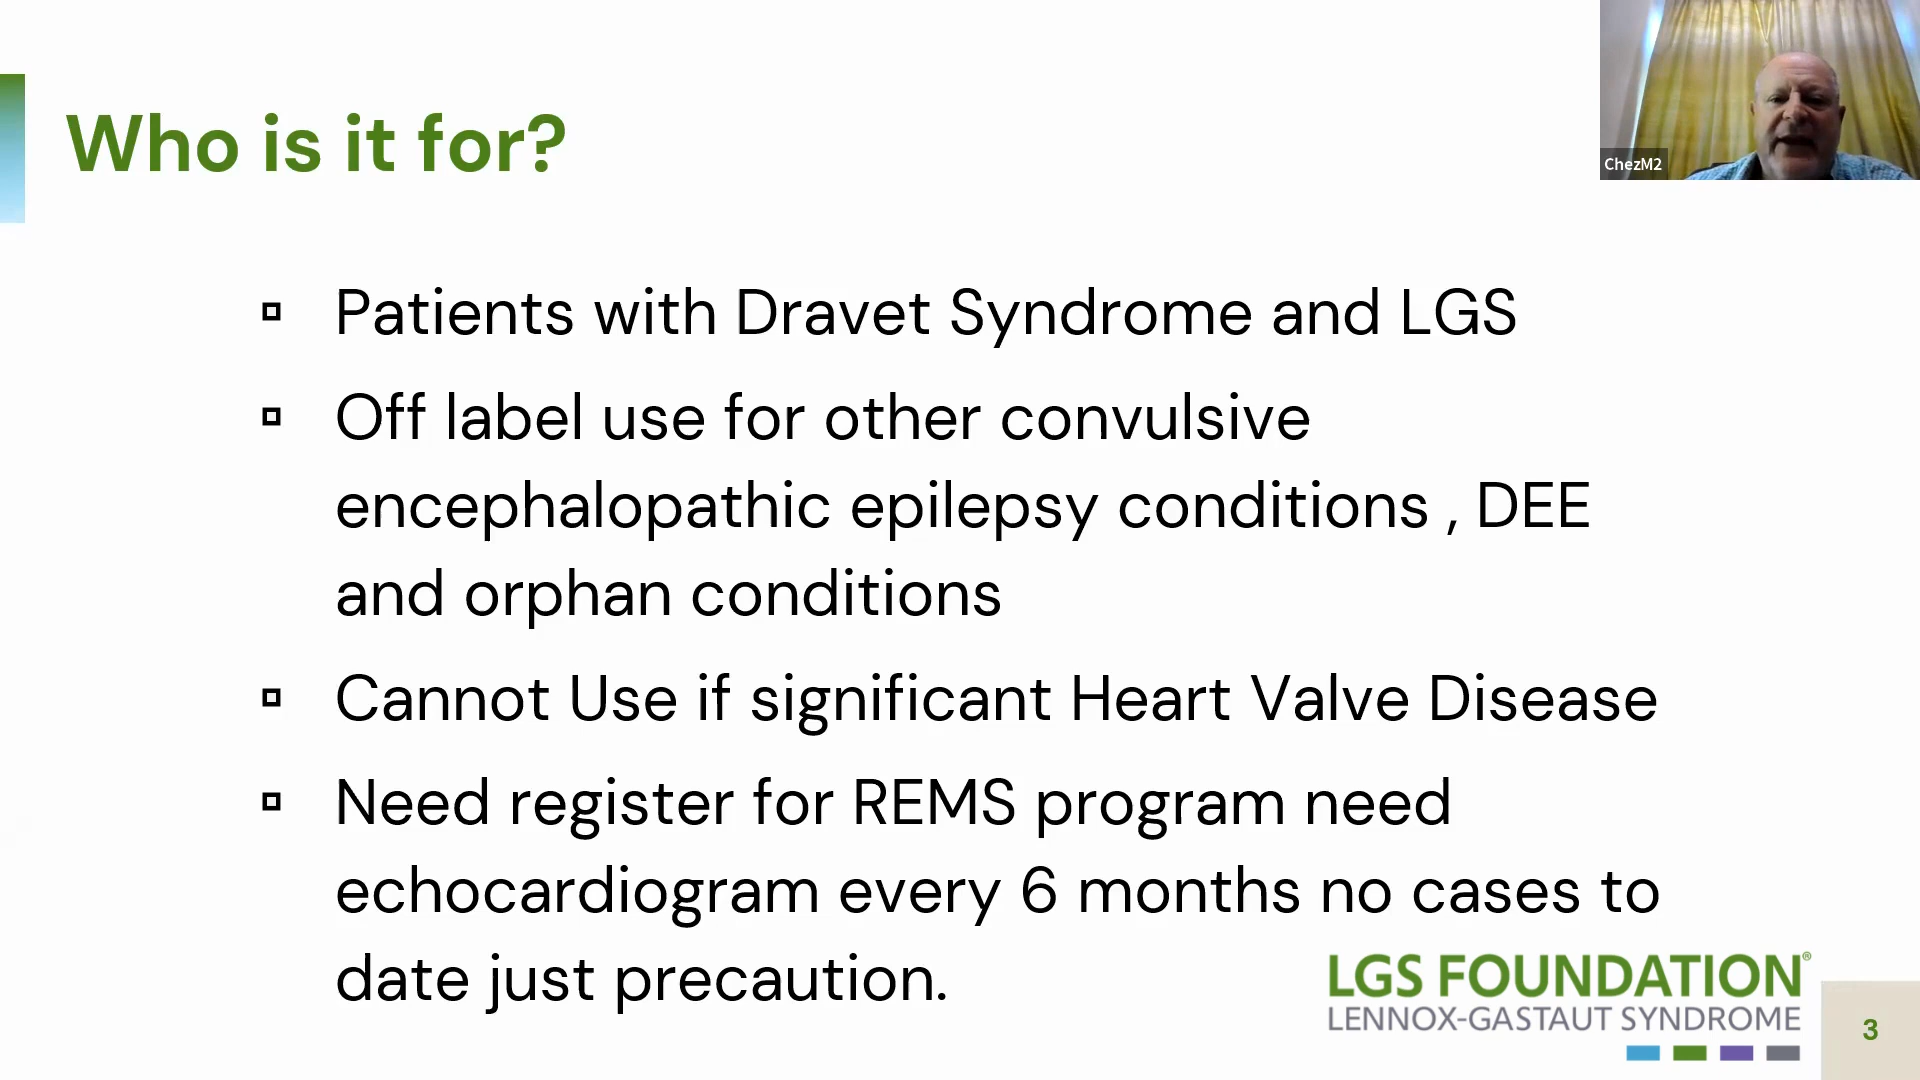 Who is it for?
ChezM2
Patients with Dravet Syndrome and LGS
Off label use for other convulsive
encephalopathic epilepsy conditions , DEE
and orphan conditions
Cannot Use if significant Heart Valve Disease
Need register for REMS program need
echocardiogram every 6 months no cases to
date just precaution.
LGS FOUNDATION®
LENNOX-GASTAUT SYNDROME
3